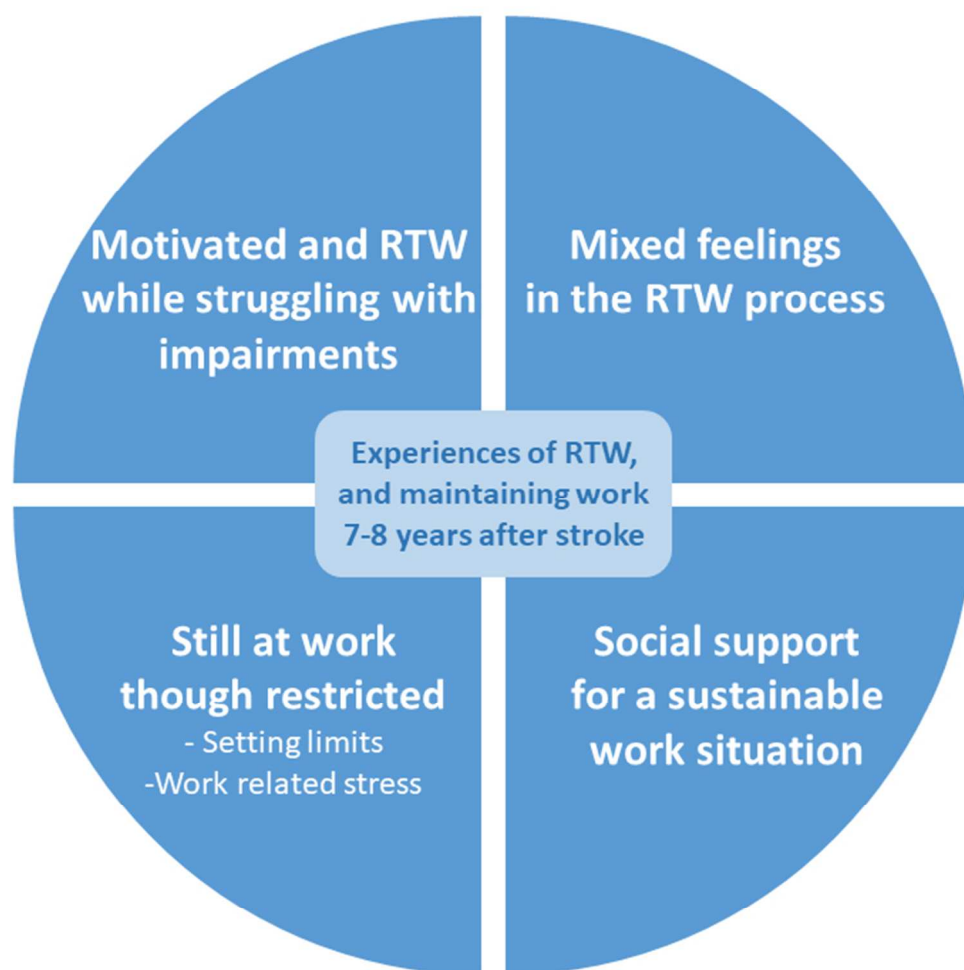 Motivated and RTW
while struggling with
impairments
Mixed feelings
in the RTW process
Experiences of RTW,
and maintaining work
7-8 years after stroke
Still at work
though restricted
- Setting limits
-Work related stress
Social support
for a sustainable
work situation